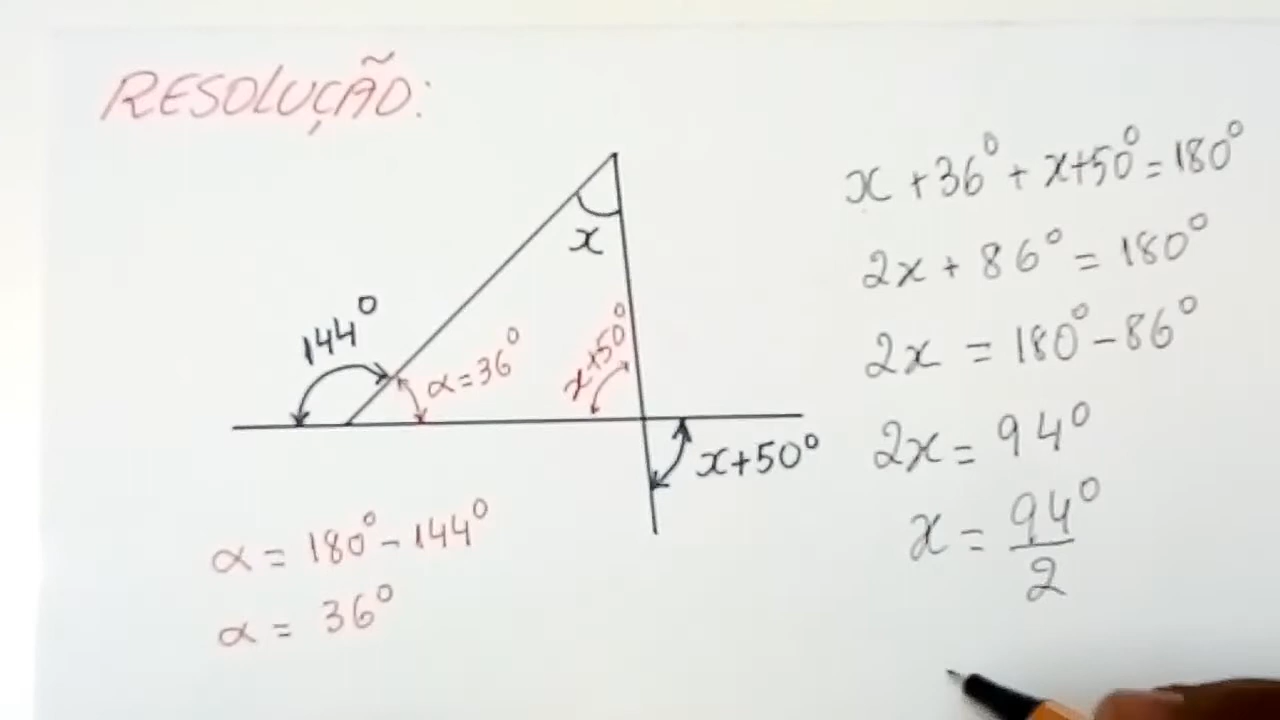 RESOLUÇÃO:
x
144°
α=36°
x+50°
x+50°
α = 180° - 144°
α = 36°
x + 36° + x+50° = 180°
2x + 86° = 180°
2x = 180° - 86°
2x = 94°
x = 94°
2